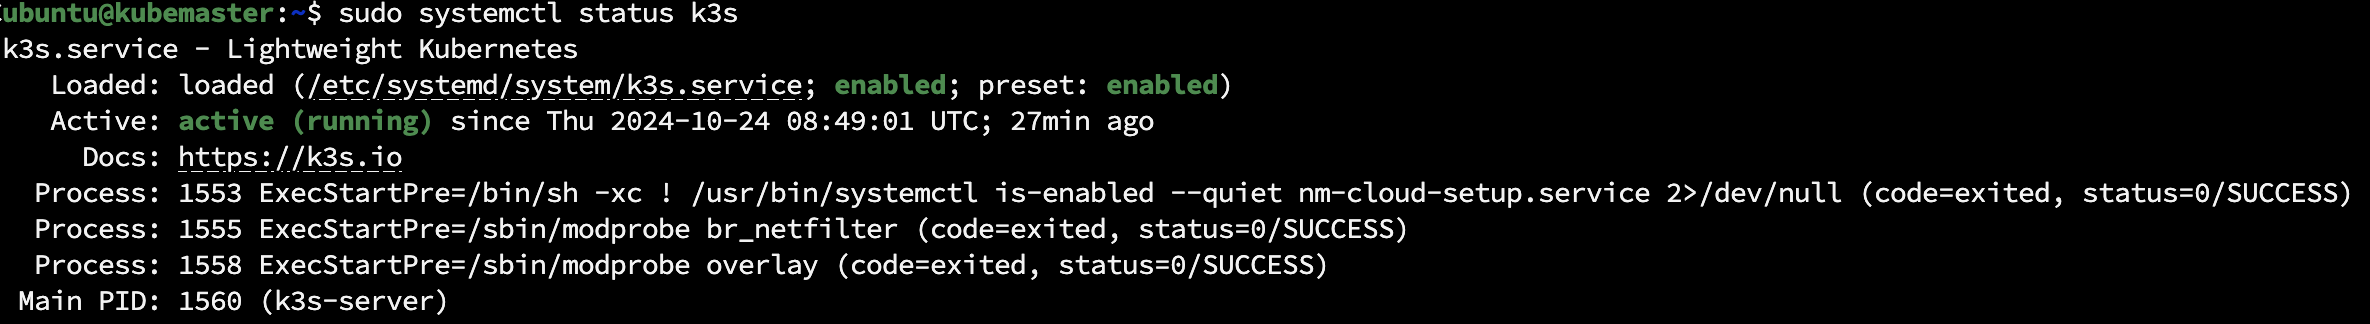 ubuntu@kubemaster:~$ sudo systemctl status k3s
k3s.service - Lightweight Kubernetes
Loaded: loaded (/etc/systemd/system/k3s.service; enabled; preset: enabled)
Active: active (running) since Thu 2024-10-24 08:49:01 UTC; 27min ago
Docs: https://k3s.io
Process: 1553 ExecStartPre=/bin/sh -xc ! /usr/bin/systemctl is-enabled --quiet nm-cloud-setup.service 2>/dev/null (code=exited, status=0/SUCCESS)
Process: 1555 ExecStartPre=/sbin/modprobe br_netfilter (code=exited, status=0/SUCCESS)
Process: 1558 ExecStartPre=/sbin/modprobe overlay (code=exited, status=0/SUCCESS)
Main PID: 1560 (k3s-server)